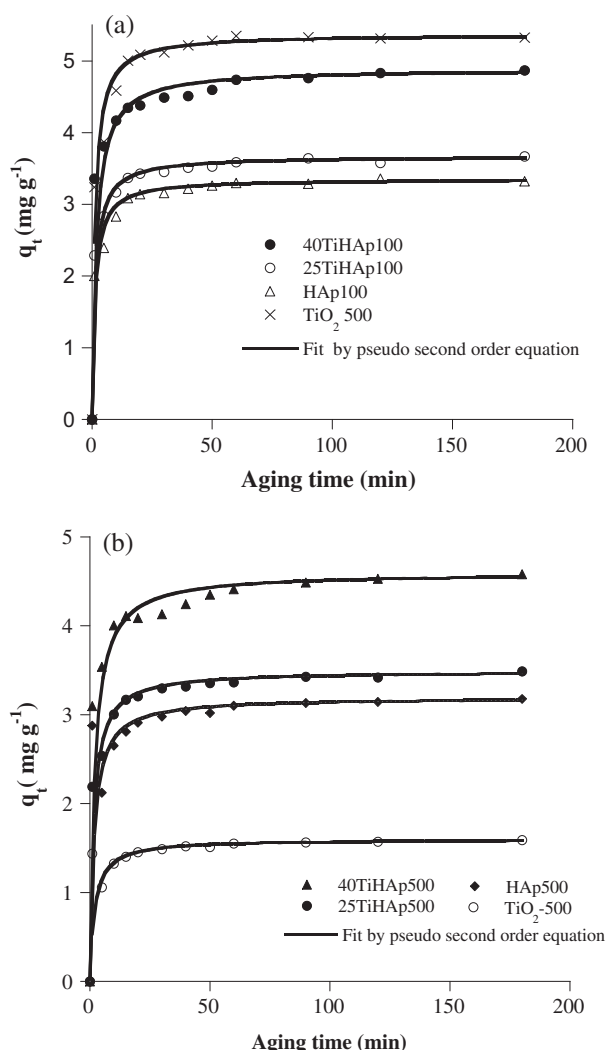 (a)
5
4
3
2
1
0
0
50
100
150
200
q_t (mg g⁻¹)
40TiHAp100
25TiHAp100
HAp100
TiO₂ 500
Fit by pseudo second order equation
Aging time (min)
(b)
5
4
3
2
1
0
0
50
100
150
200
q_t( mg g⁻¹)
40TiHAp500 HAp500
25TiHAp500 TiO₂-500
Fit by pseudo second order equation
Aging time (min)